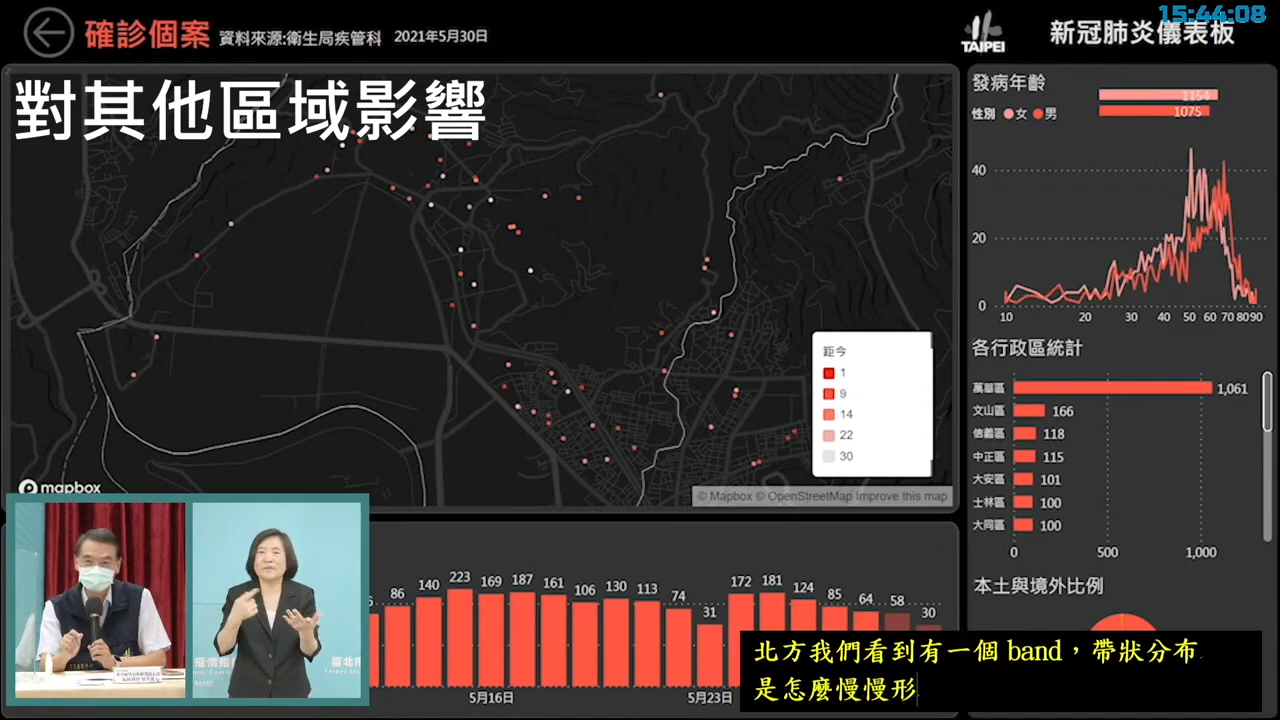 15:44:08
確診個案 資料來源:衛生局疾管科 2021年5月30日
TAIPEI
新冠肺炎儀表板
對其他區域影響
發病年齡
性別 女 男
1154
1075
40
20
0
10 20 30 40 50 60 70 80 90
距今
1
9
14
22
30
各行政區統計
萬華區 1,061
文山區 166
信義區 118
中正區 115
大安區 101
士林區 100
大同區 100
0 500 1,000
本土與境外比例
mapbox
© Mapbox © OpenStreetMap Improve this map
86 140 223 169 187 161 106 130 113 74 31 172 181 124 85 64 58 30
5月16日 5月23日
北方我們看到有一個 band，帶狀分布
是怎麼慢慢形